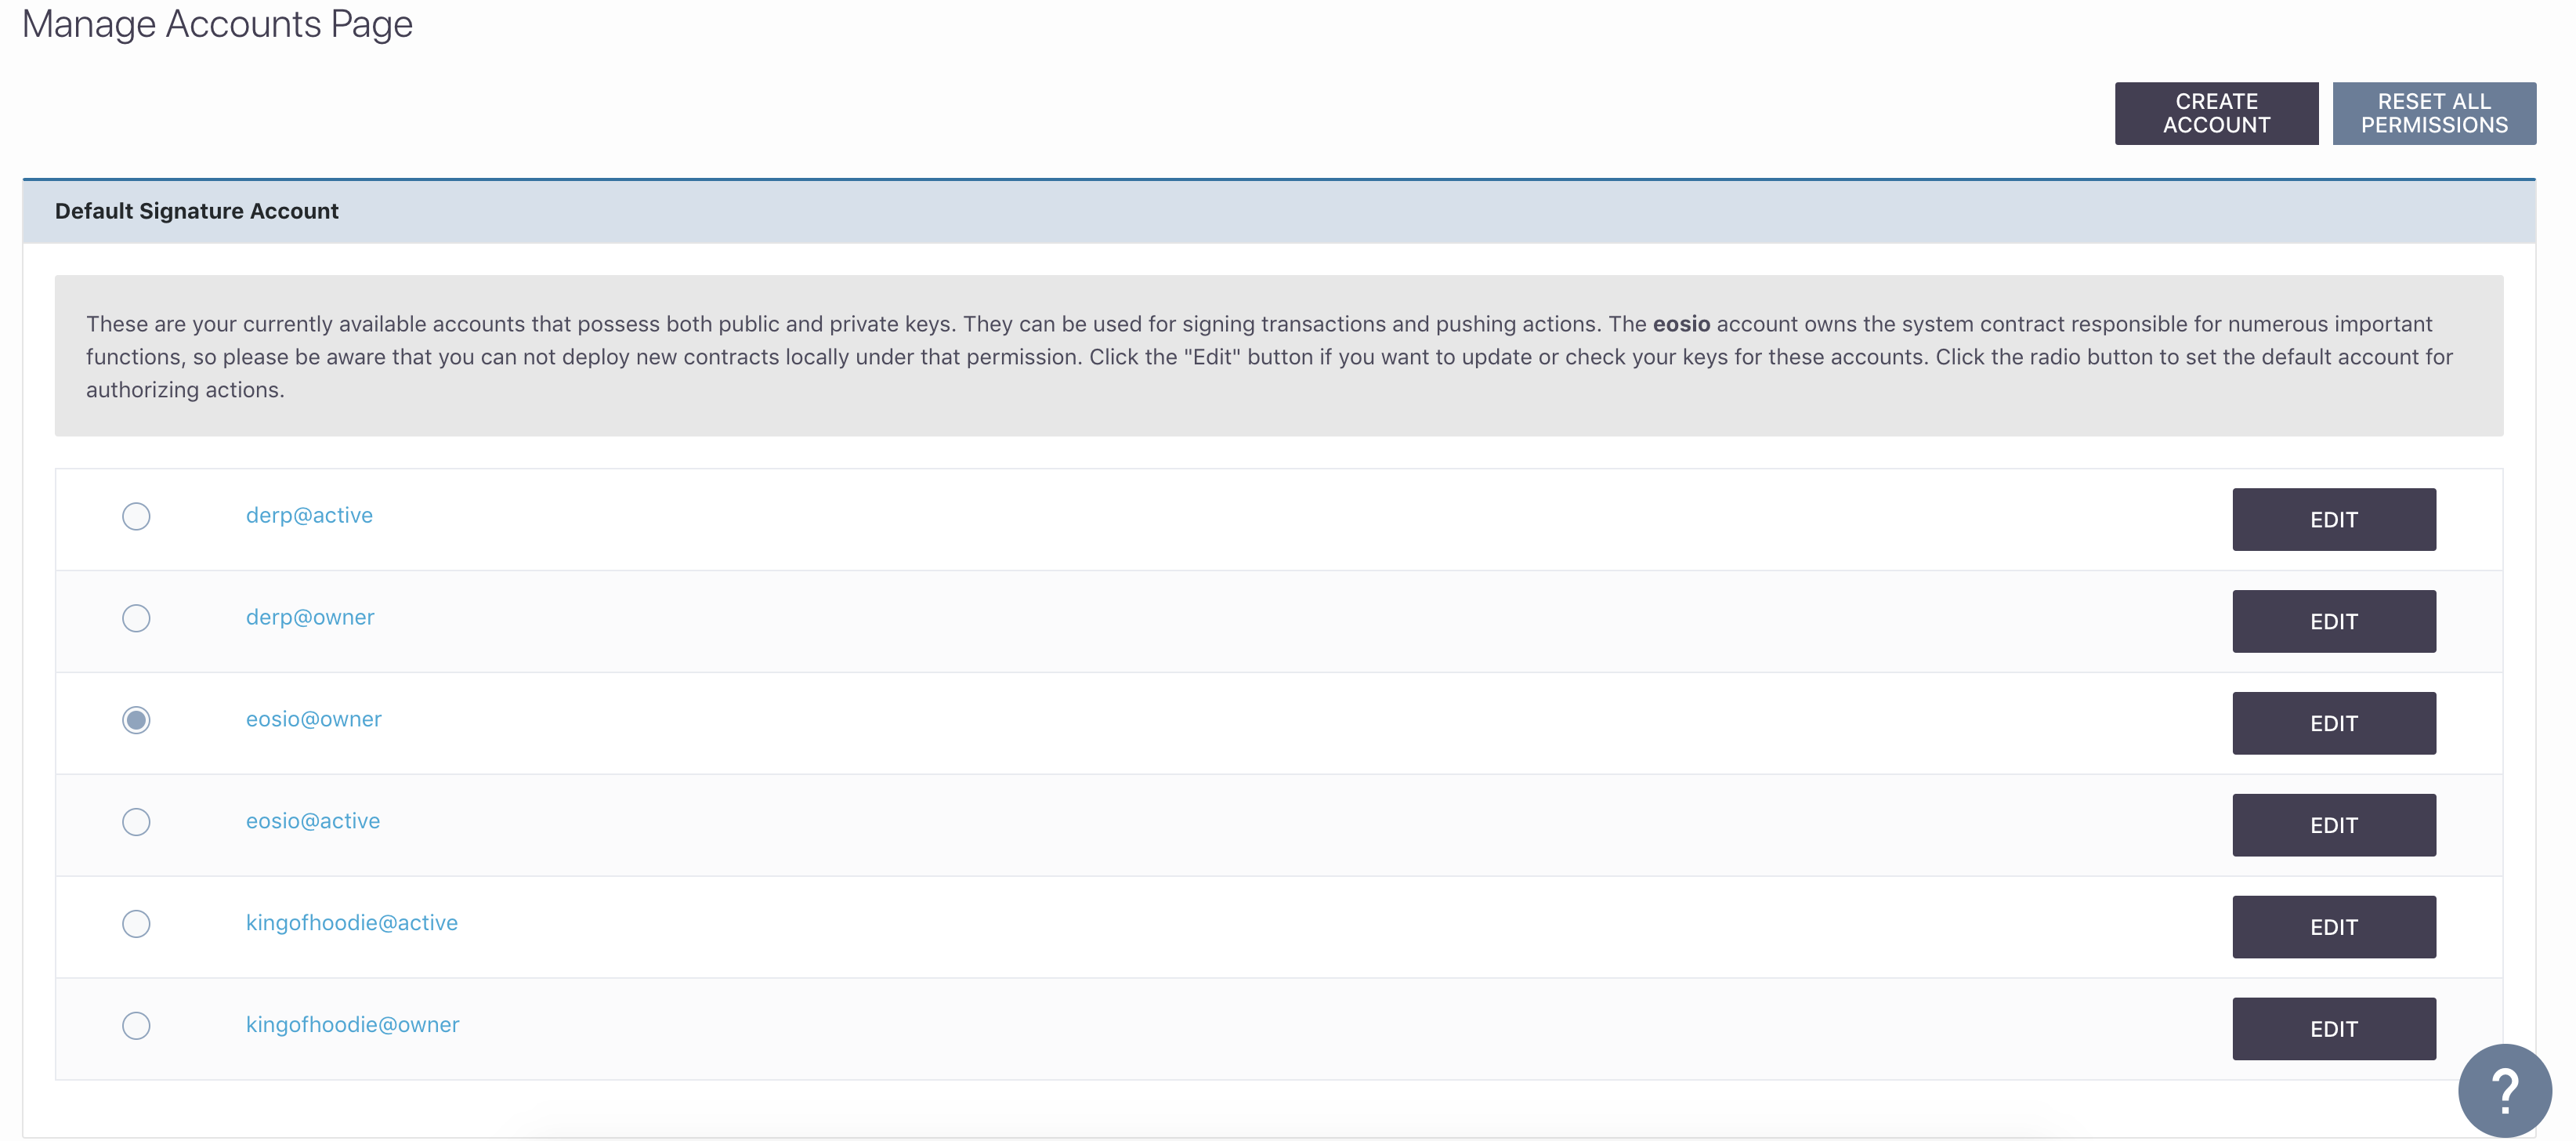 Manage Accounts Page
CREATE
ACCOUNT
RESET ALL
PERMISSIONS
Default Signature Account
These are your currently available accounts that possess both public and private keys. They can be used for signing transactions and pushing actions. The eosio account owns the system contract responsible for numerous important
functions, so please be aware that you can not deploy new contracts locally under that permission. Click the "Edit" button if you want to update or check your keys for these accounts. Click the radio button to set the default account for
authorizing actions.
derp@active
EDIT
derp@owner
EDIT
eosio@owner
EDIT
eosio@active
EDIT
kingofhoodie@active
EDIT
kingofhoodie@owner
EDIT
?